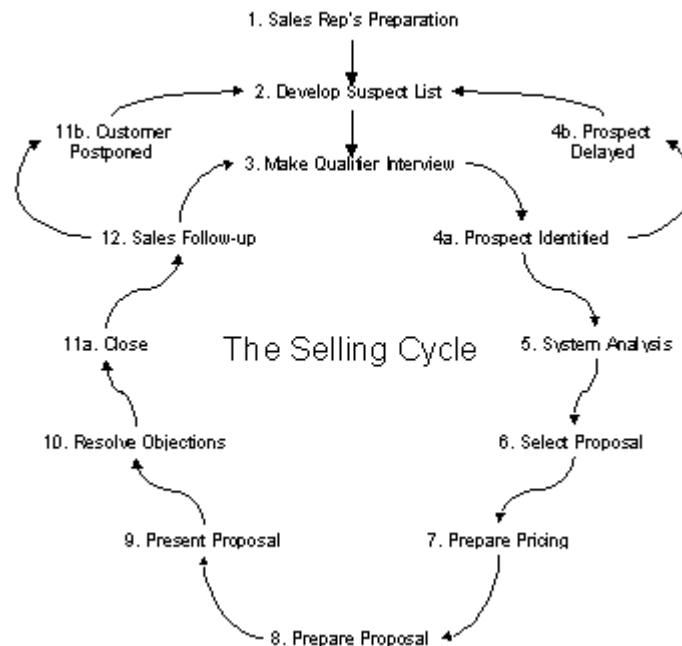 1. Sales Rep's Preparation
2. Develop Suspect List
11b. Customer
Postponed
4b. Prospect
Delayed
3. Make Qualifier Interview
12. Sales Follow-up
4a. Prospect Identified
11a. Close
The Selling Cycle
5. System Analysis
10. Resolve Objections
6. Select Proposal
9. Present Proposal
7. Prepare Pricing
8. Prepare Proposal